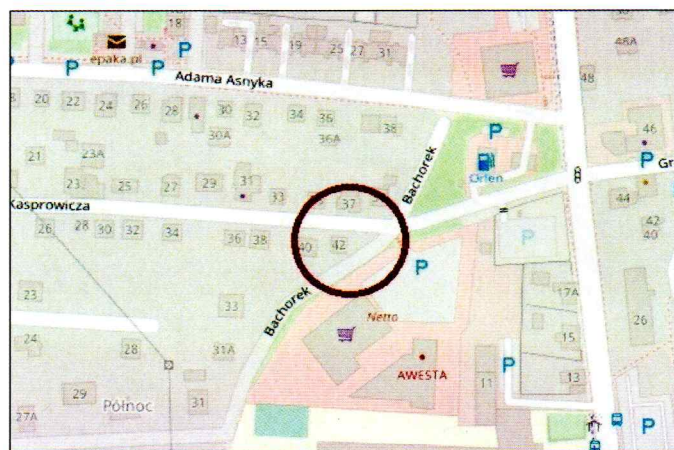 18
13 15 19 25 27 31
epaka.pl
P
P
P
48A
48
Adama Asnyka
20 22 24 26 28 30 32 34 36 38
30A 36A
P
46
P
Orlen
Bachorek
21 23A
23 25 27 29 31 33 37
Kasprowicza
Gr
44
42
40
26 28 30 32 34 36 38 40 42
P
P
Bachorek
23
33
Netto
17A
26
24
28
31A
15
AWESTA
P
Północ
29
31
11
13
27A
P